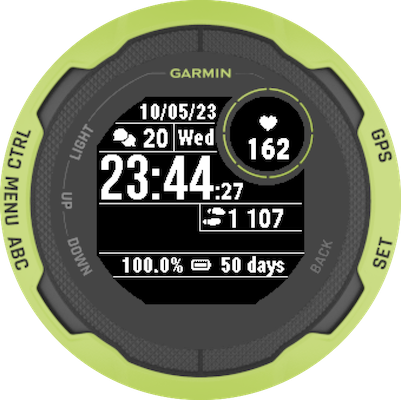 GARMIN
10/05/23
20 Wed
162
23:44:27
1 107
100.0% 50 days
LIGHT
UP
DOWN
BACK
CTRL
MENU
ABC
GPS
SET